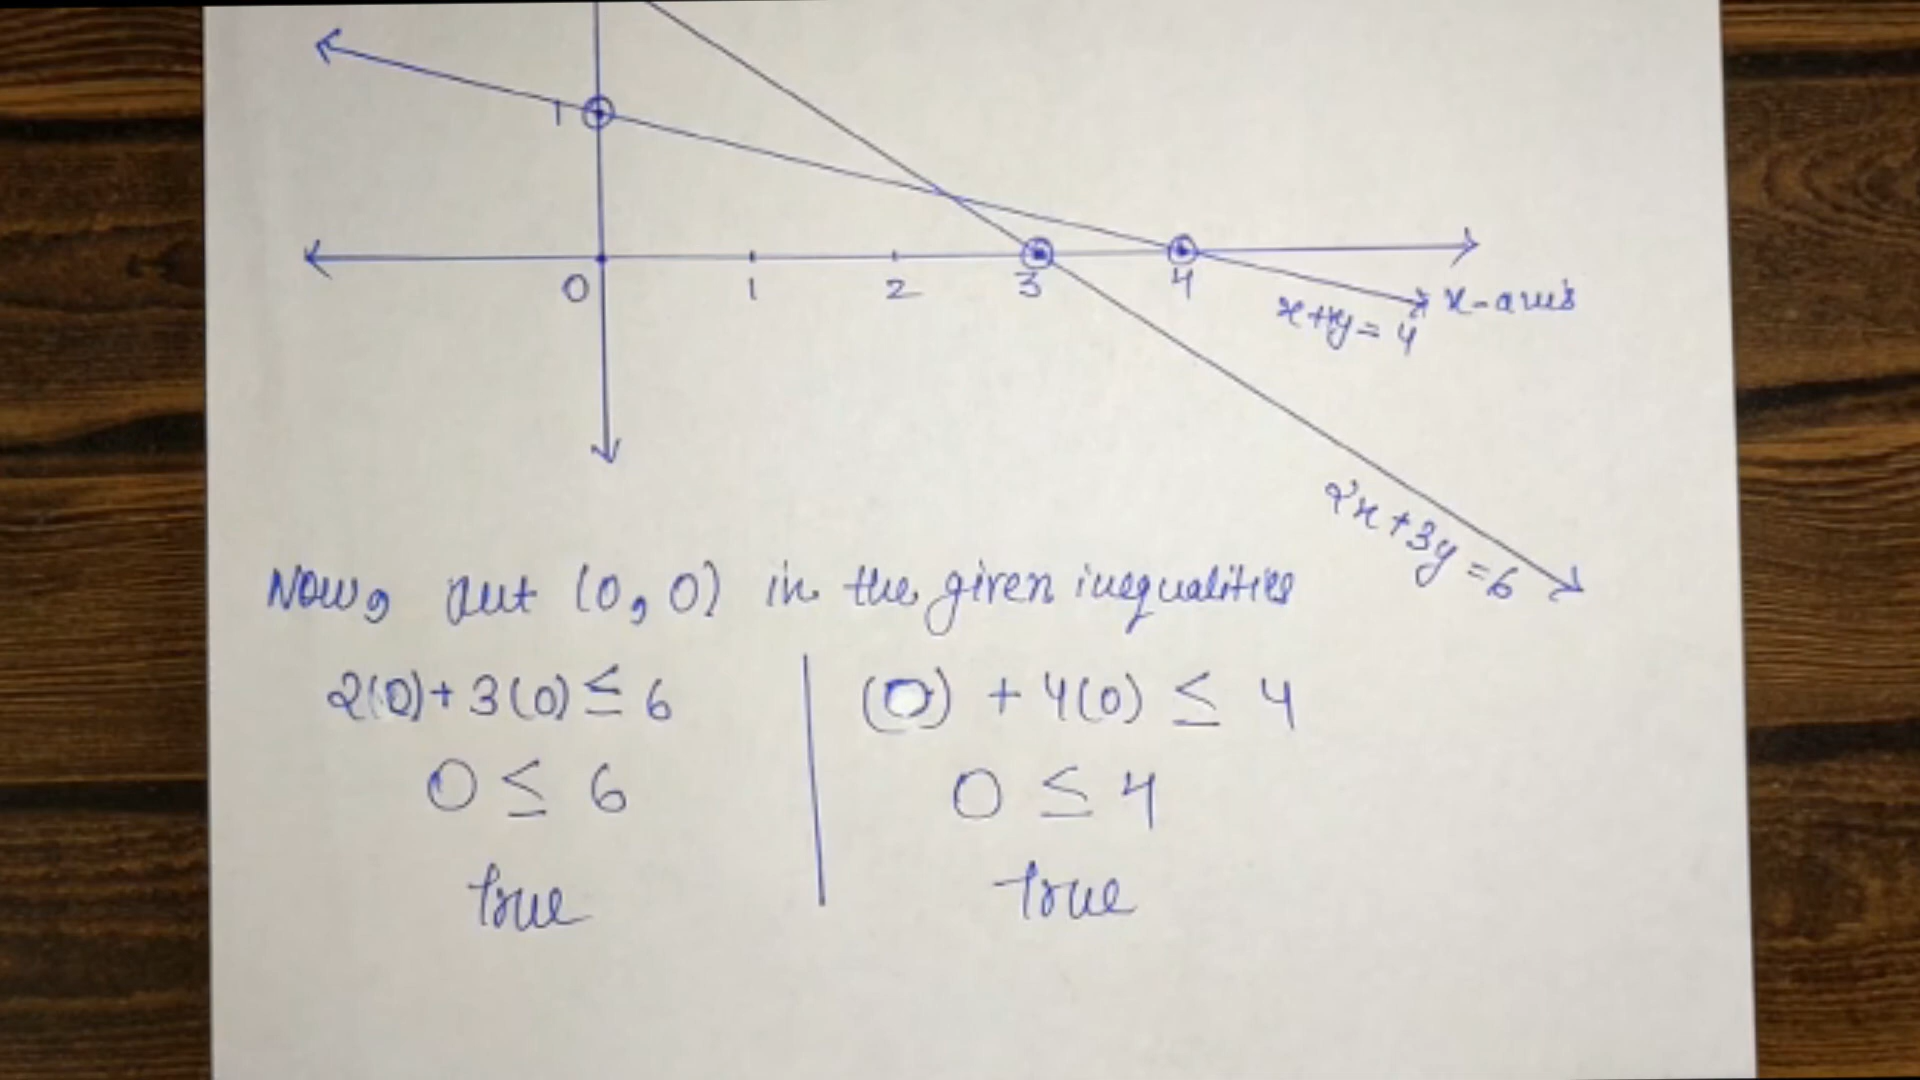 1
0 1 2 3 4
x-axis
x+4y = 4
2x+3y = 6
Now, put (0, 0) in the given inequalities
2(0) + 3(0) ≤ 6
0 ≤ 6
True
(0) + 4(0) ≤ 4
0 ≤ 4
True